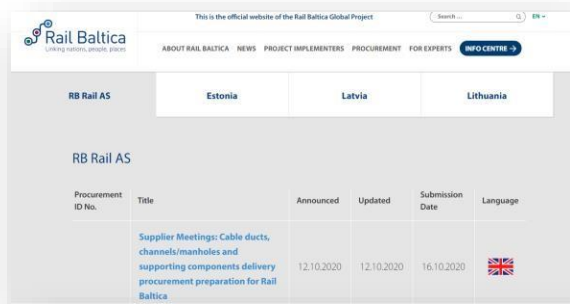 This is the official website of the Rail Baltica Global Project
Search ...
EN
Rail Baltica
Linking nations, people, places
ABOUT RAIL BALTICA NEWS PROJECT IMPLEMENTERS PROCUREMENT FOR EXPERTS INFO CENTRE →
RB Rail AS Estonia Latvia Lithuania
RB Rail AS
Procurement ID No. Title Announced Updated Submission Date Language
Supplier Meetings: Cable ducts,
channels/manholes and
supporting components delivery
procurement preparation for Rail
Baltica
12.10.2020 12.10.2020 16.10.2020